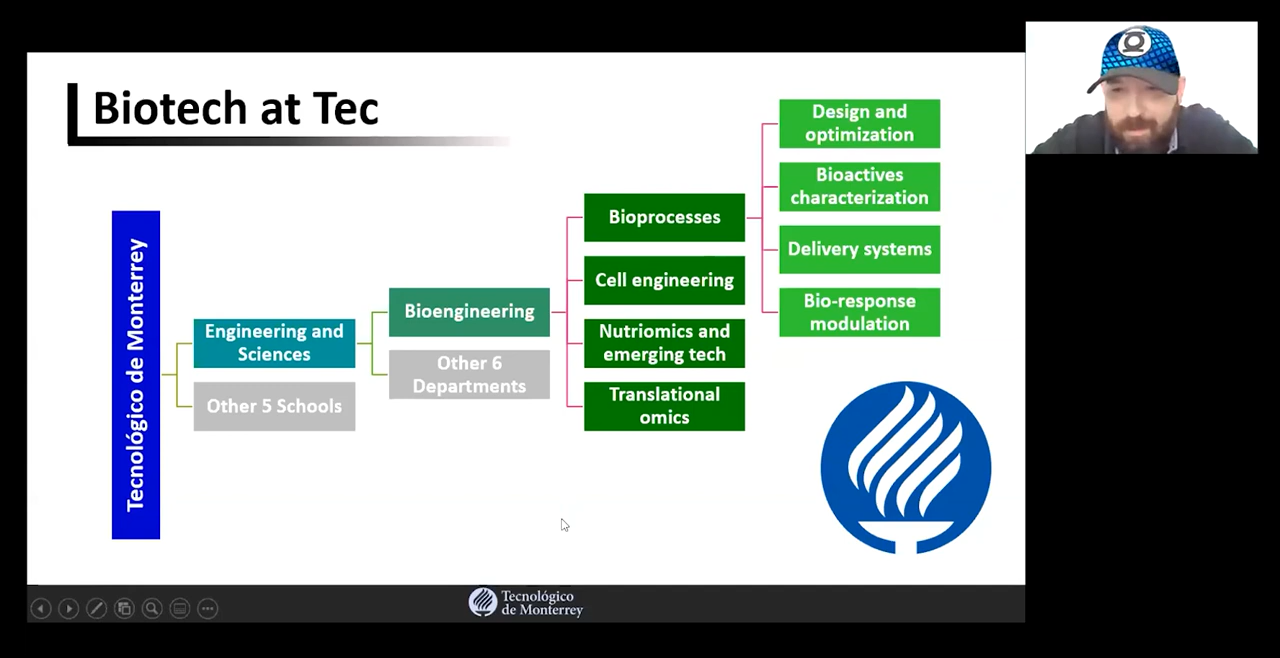 Biotech at Tec
Tecnológico de Monterrey
Engineering and
Sciences
Other 5 Schools
Bioengineering
Other 6
Departments
Bioprocesses
Cell engineering
Nutriomics and
emerging tech
Translational
omics
Design and
optimization
Bioactives
characterization
Delivery systems
Bio-response
modulation
Tecnológico
de Monterrey